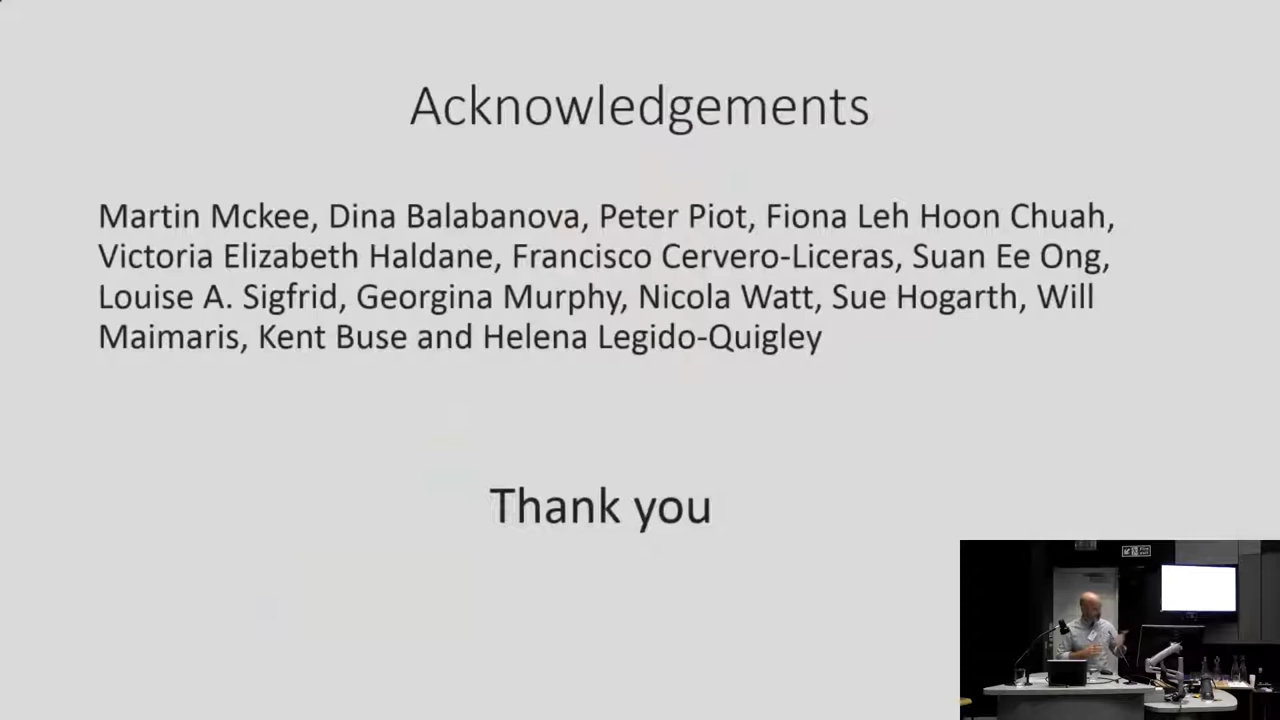 Acknowledgements
Martin Mckee, Dina Balabanova, Peter Piot, Fiona Leh Hoon Chuah,
Victoria Elizabeth Haldane, Francisco Cervero-Liceras, Suan Ee Ong,
Louise A. Sigfrid, Georgina Murphy, Nicola Watt, Sue Hogarth, Will
Maimaris, Kent Buse and Helena Legido-Quigley
Thank you